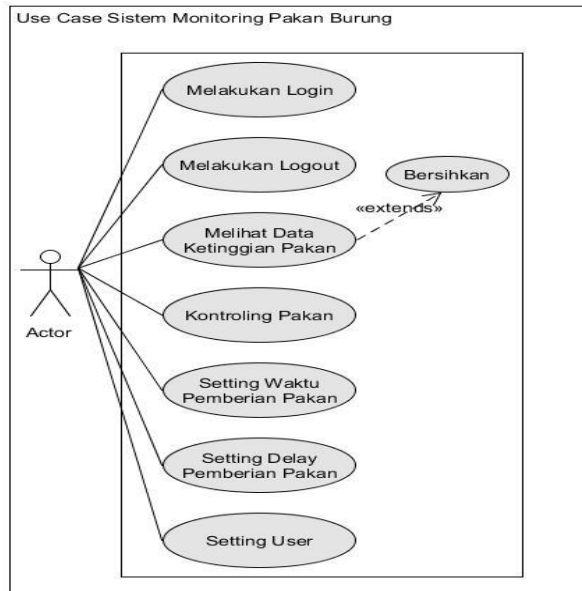 Use Case Sistem Monitoring Pakan Burung
Melakukan Login
Melakukan Logout
Bersihkan
«extends»
Melihat Data
Ketinggian Pakan
Actor
Kontroling Pakan
Setting Waktu
Pemberian Pakan
Setting Delay
Pemberian Pakan
Setting User